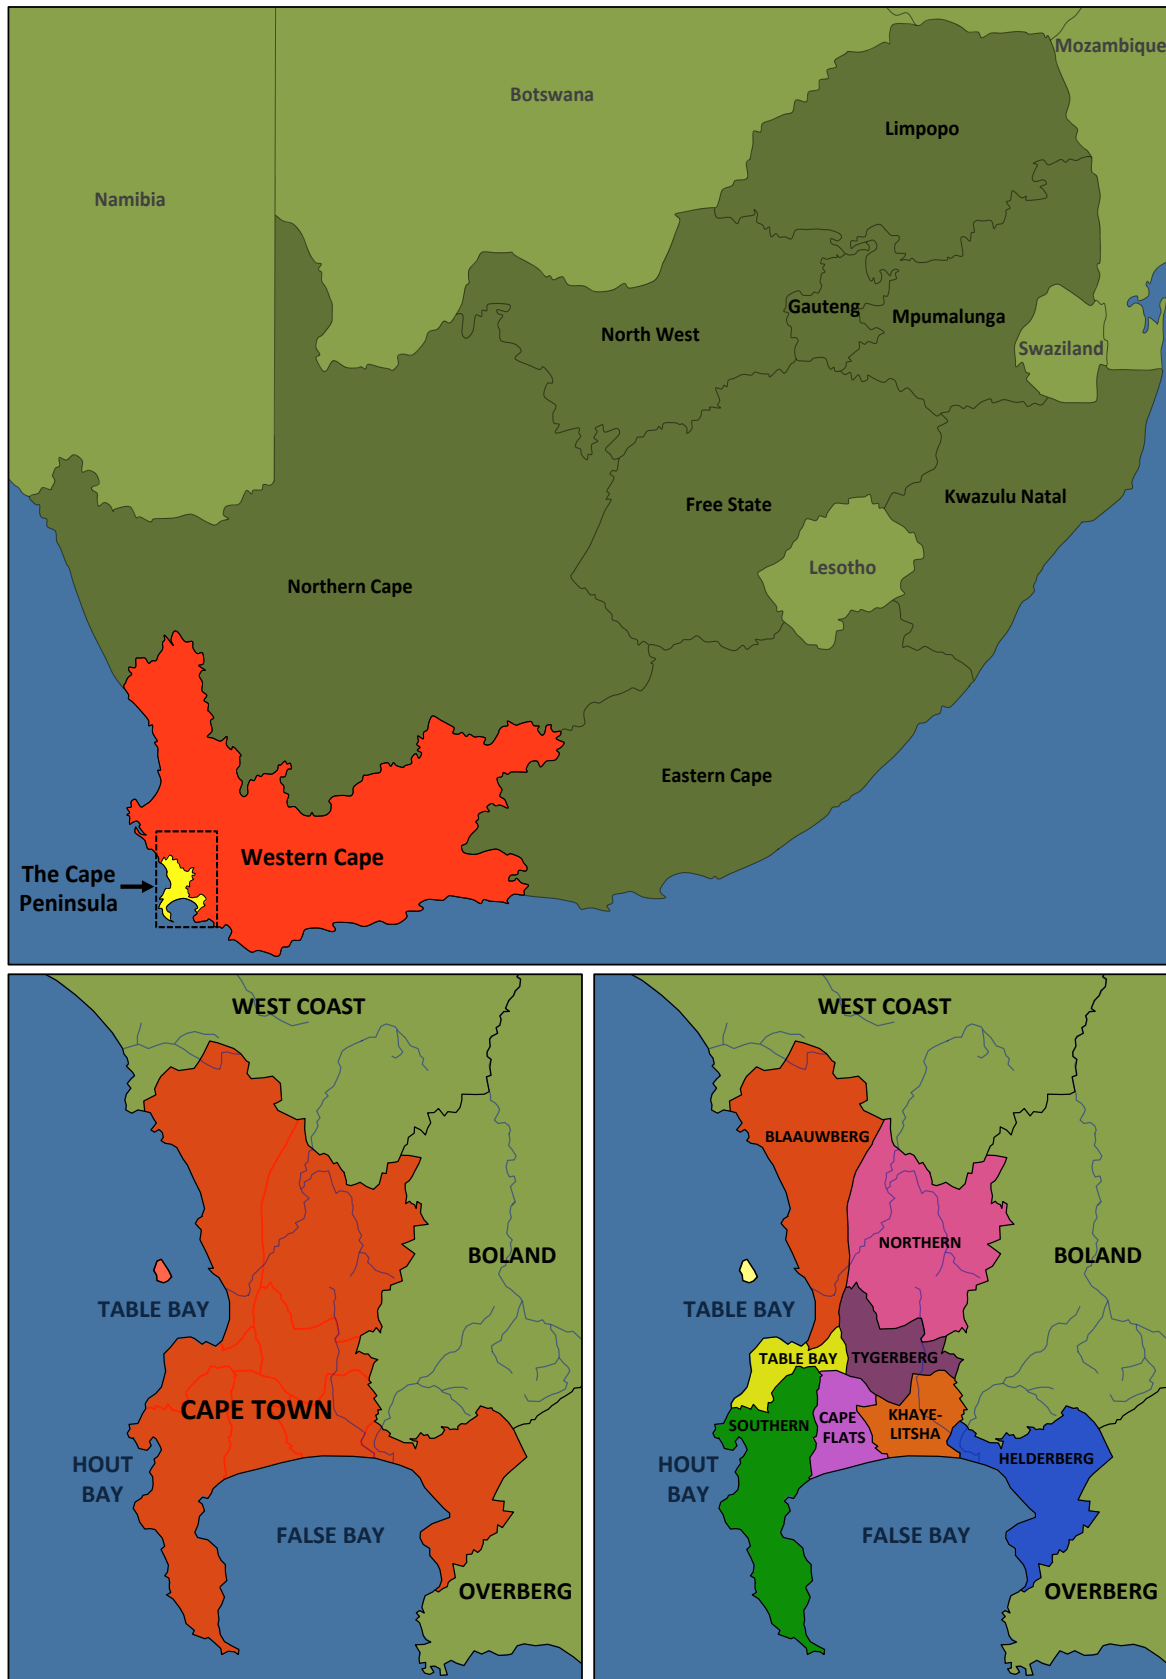 Mozambique
Botswana
Limpopo
Namibia
Gauteng
Mpumalunga
North West
Swaziland
Free State
Kwazulu Natal
Lesotho
Northern Cape
Eastern Cape
Western Cape
The Cape
Peninsula
WEST COAST
BOLAND
TABLE BAY
CAPE TOWN
HOUT
BAY
FALSE BAY
OVERBERG
WEST COAST
BLAAUWBERG
NORTHERN
BOLAND
TABLE BAY
TABLE BAY
TYGERBERG
SOUTHERN
CAPE
FLATS
KHAYE-
LITSHA
HELDERBERG
HOUT
BAY
FALSE BAY
OVERBERG